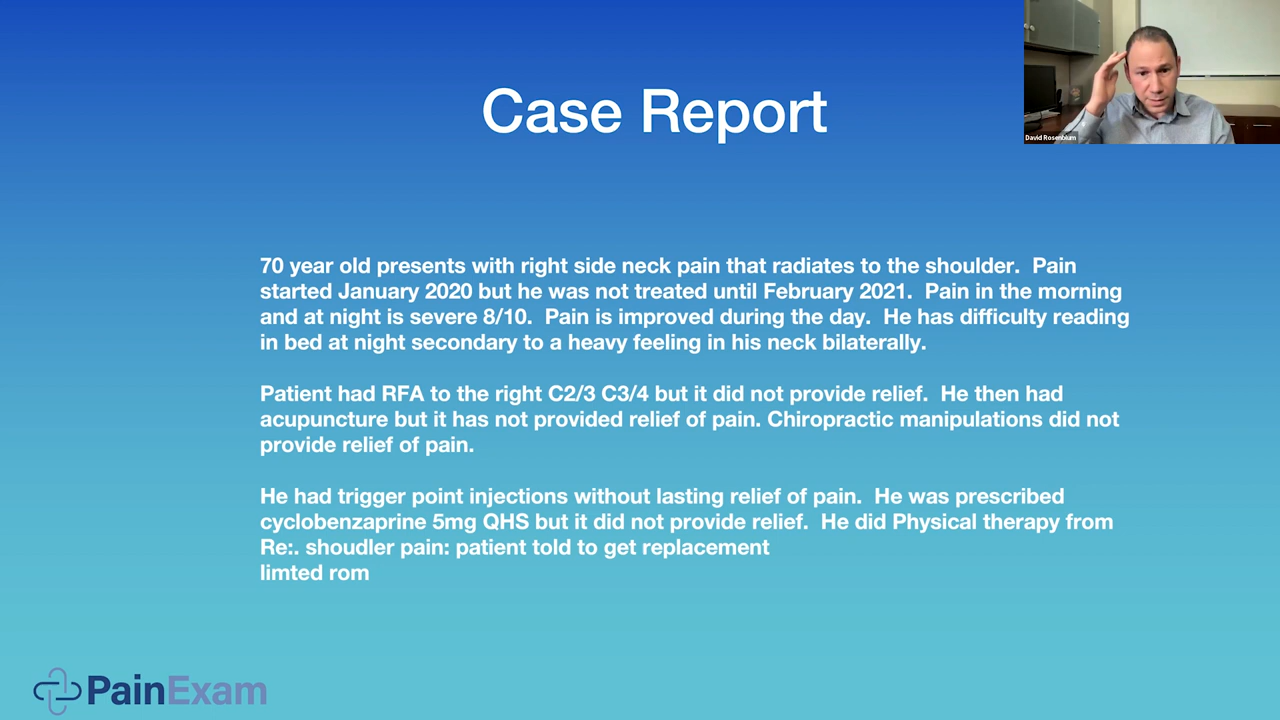 Case Report
David Rosenblum
70 year old presents with right side neck pain that radiates to the shoulder.  Pain
started January 2020 but he was not treated until February 2021.  Pain in the morning
and at night is severe 8/10.  Pain is improved during the day.  He has difficulty reading
in bed at night secondary to a heavy feeling in his neck bilaterally.
Patient had RFA to the right C2/3 C3/4 but it did not provide relief.  He then had
acupuncture but it has not provided relief of pain. Chiropractic manipulations did not
provide relief of pain.
He had trigger point injections without lasting relief of pain.  He was prescribed
cyclobenzaprine 5mg QHS but it did not provide relief.  He did Physical therapy from
Re:. shoudler pain: patient told to get replacement
limted rom
PainExam